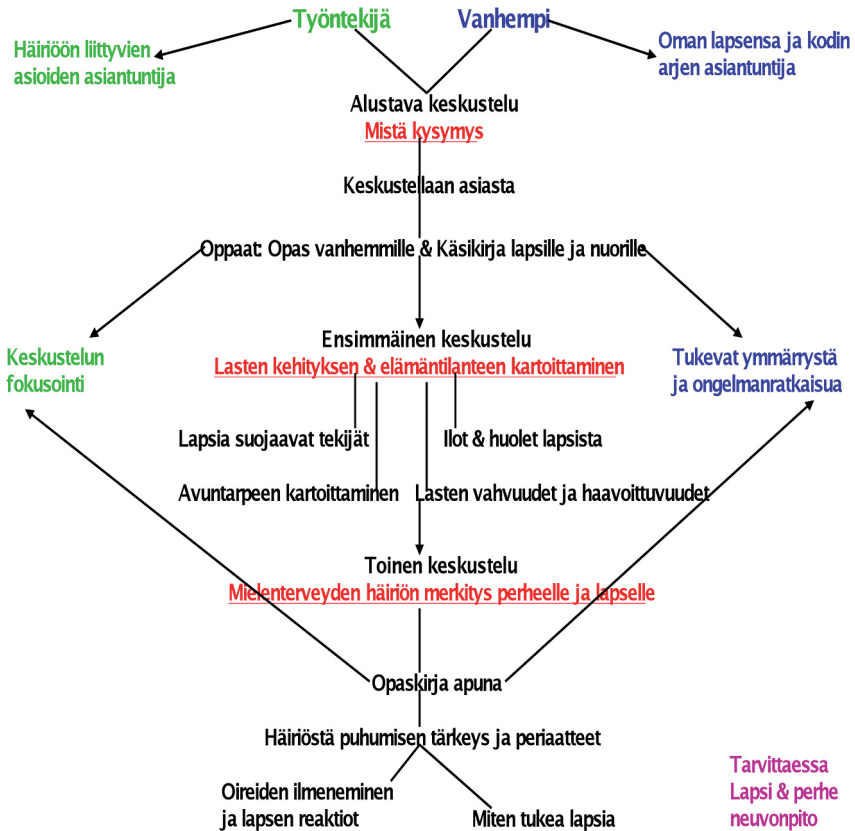 Työntekijä
Vanhempi
Häiriöön liittyvien
asioiden asiantuntija
Oman lapsensa ja kodin
arjen asiantuntija
Alustava keskustelu
Mistä kysymys
Keskustellaan asiasta
Oppaat: Opas vanhemmille & Käsikirja lapsille ja nuorille
Ensimmäinen keskustelu
Lasten kehityksen & elämäntilanteen kartoittaminen
Keskustelun
fokusointi
Tukevat ymmärrystä
ja ongelmanratkaisua
Lapsia suojaavat tekijät
Ilot & huolet lapsista
Avuntarpeen kartoittaminen
Lasten vahvuudet ja haavoittuvuudet
Toinen keskustelu
Mielenterveyden häiriön merkitys perheelle ja lapselle
Opaskirja apuna
Häiriöstä puhumisen tärkeys ja periaatteet
Oireiden ilmeneminen
ja lapsen reaktiot
Miten tukea lapsia
Tarvittaessa
Lapsi & perhe
neuvonpito